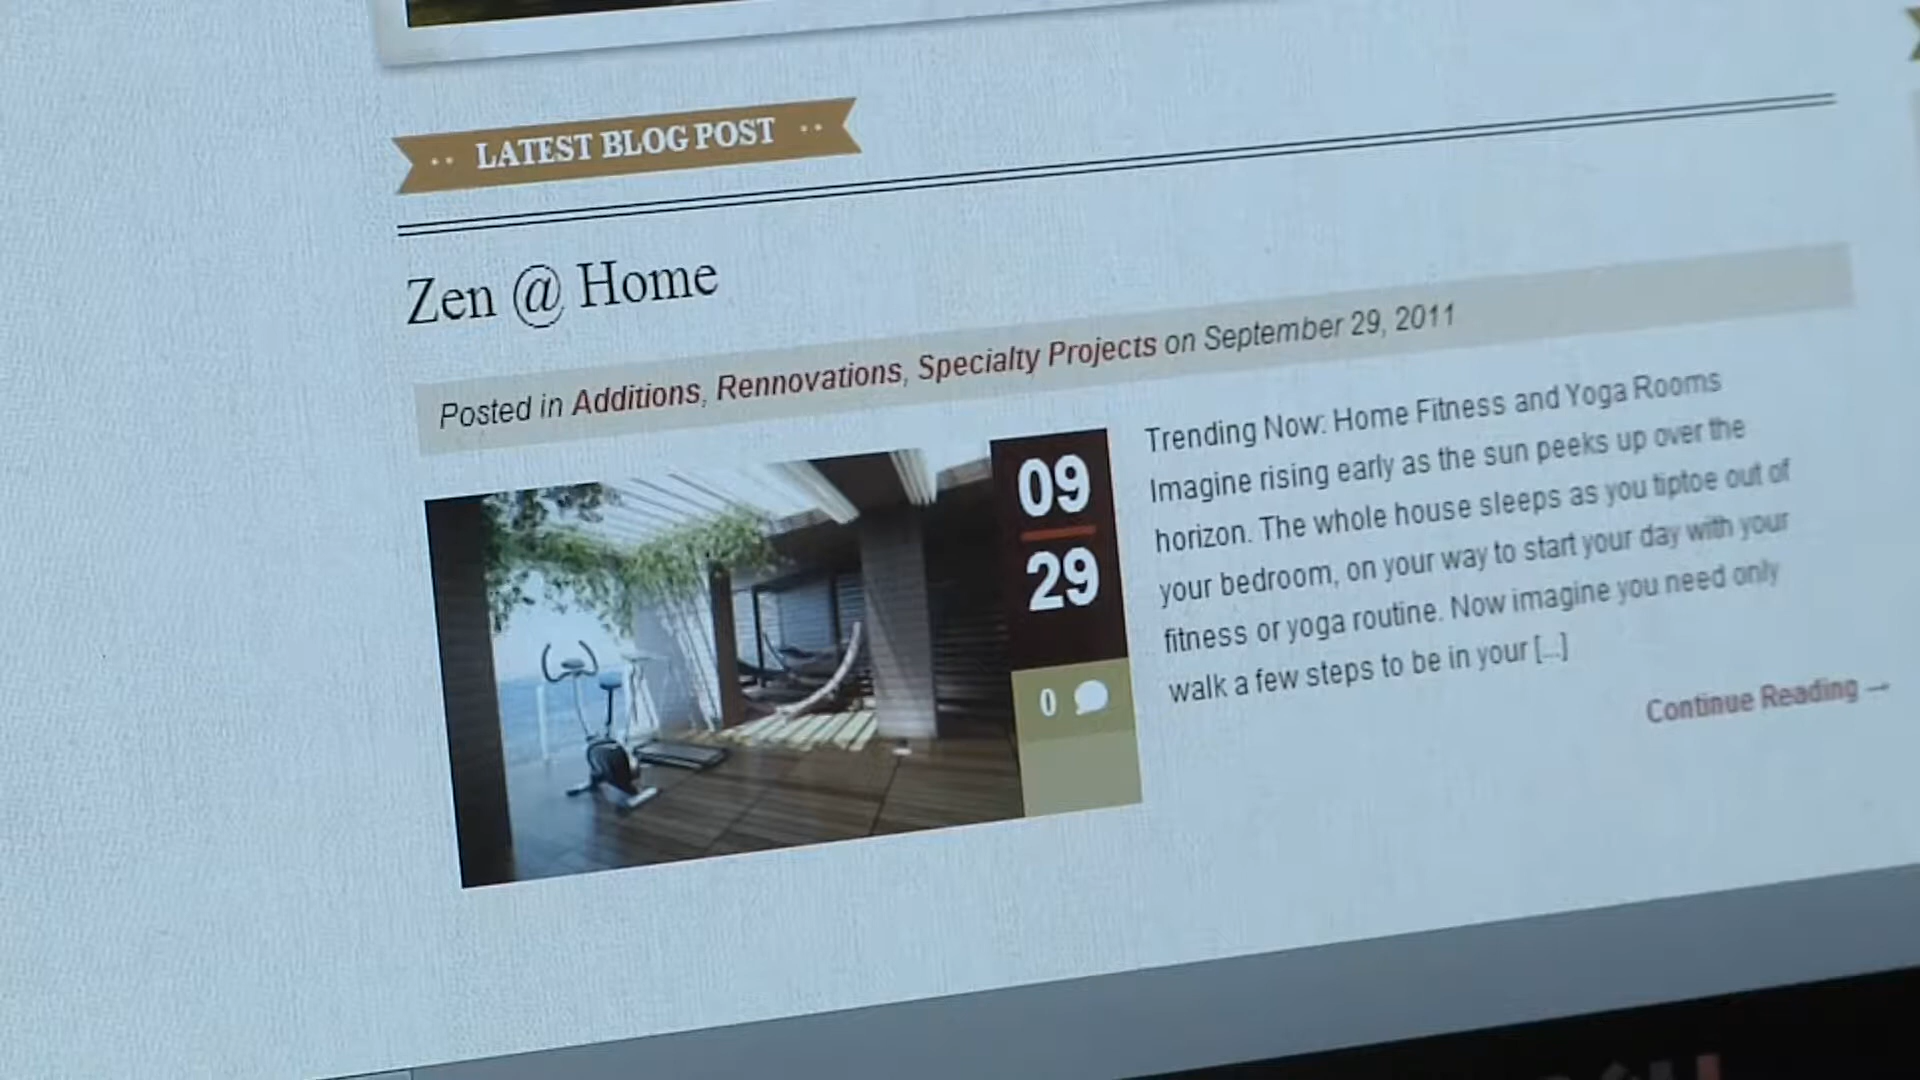 LATEST BLOG POST
Zen @ Home
Posted in Additions, Rennovations, Specialty Projects on September 29, 2011
09
29
0
Trending Now: Home Fitness and Yoga Rooms
Imagine rising early as the sun peeks up over the
horizon. The whole house sleeps as you tiptoe out of
your bedroom, on your way to start your day with your
fitness or yoga routine. Now imagine you need only
walk a few steps to be in your [...]
Continue Reading →